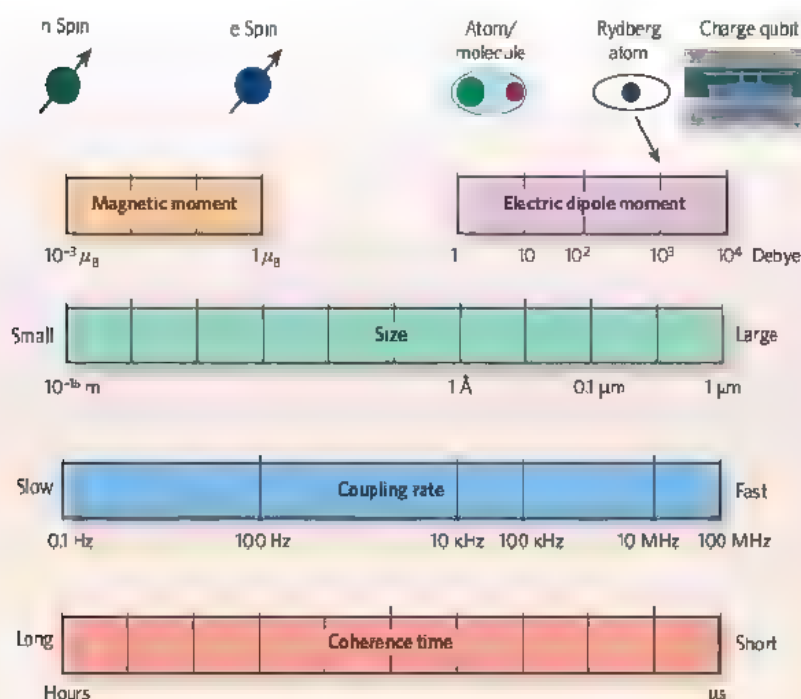 n Spin
e Spin
Atom/
molecule
Rydberg
atom
Charge qubit
Magnetic moment
Electric dipole moment
10⁻³ μB
1 μB
1
10
10²
10³
10⁴ Debye
Small
Size
Large
10⁻¹⁶ m
1 Å
0.1 μm
1 μm
Slow
Coupling rate
Fast
0.1 Hz
100 Hz
10 kHz
100 kHz
10 MHz
100 MHz
Long
Coherence time
Short
Hours
μs